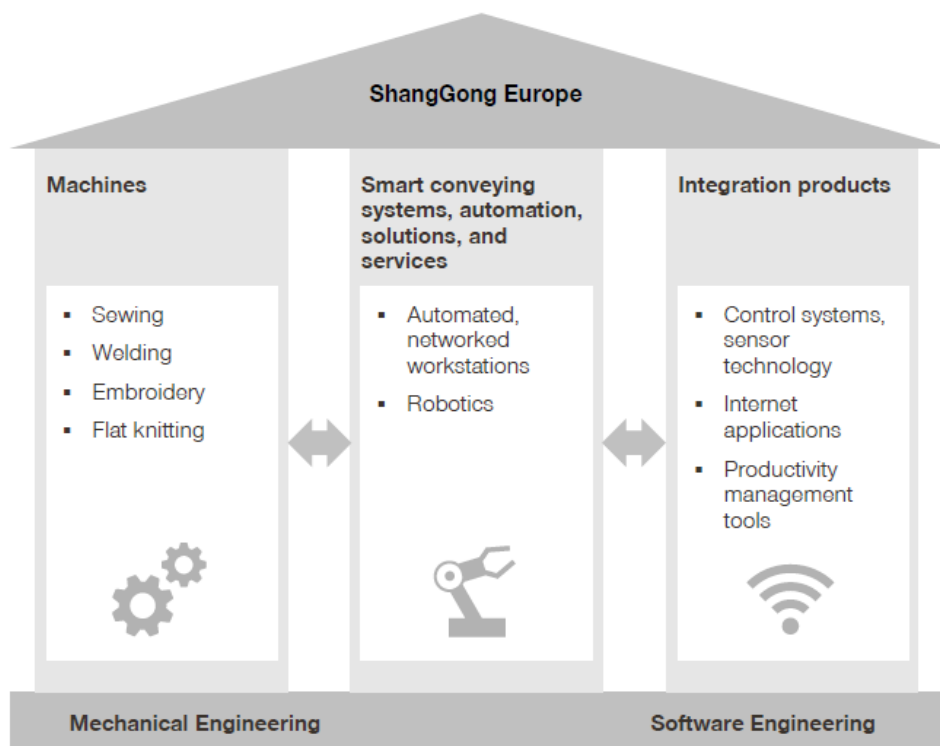 ShangGong Europe
Machines
Smart conveying
systems, automation,
solutions, and
services
Integration products
▪ Sewing
▪ Welding
▪ Embroidery
▪ Flat knitting
▪ Automated,
networked
workstations
▪ Robotics
▪ Control systems,
sensor
technology
▪ Internet
applications
▪ Productivity
management
tools
Mechanical Engineering
Software Engineering